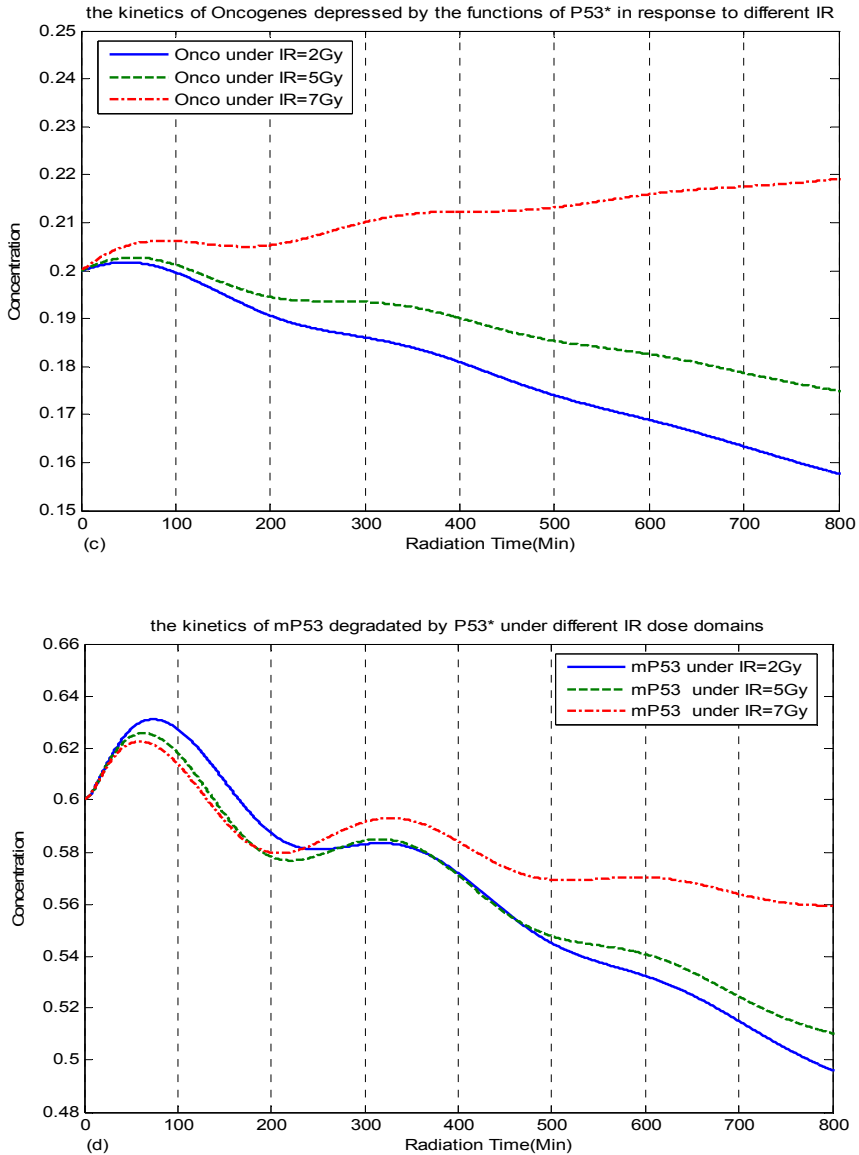 the kinetics of Oncogenes depressed by the functions of P53* in response to different IR
0.25
0.24
0.23
0.22
0.21
0.2
0.19
0.18
0.17
0.16
0.15
Concentration
Onco under IR=2Gy
Onco under IR=5Gy
Onco under IR=7Gy
0 100 200 300 400 500 600 700 800
(c) Radiation Time(Min)
the kinetics of mP53 degradated by P53* under different IR dose domains
0.66
0.64
0.62
0.6
0.58
0.56
0.54
0.52
0.5
0.48
Concentration
mP53 under IR=2Gy
mP53 under IR=5Gy
mP53 under IR=7Gy
0 100 200 300 400 500 600 700 800
(d) Radiation Time(Min)